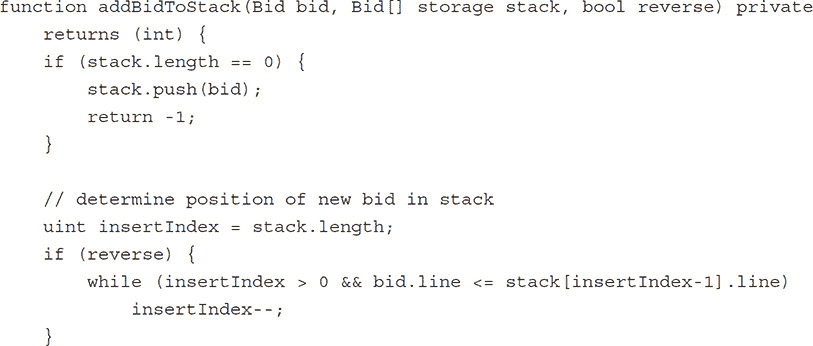 function addBidToStack(Bid bid, Bid[] storage stack, bool reverse) private
    returns (int) {
    if (stack.length == 0) {
        stack.push(bid);
        return -1;
    }

    // determine position of new bid in stack
    uint insertIndex = stack.length;
    if (reverse) {
        while (insertIndex > 0 && bid.line <= stack[insertIndex-1].line)
            insertIndex--;
    }